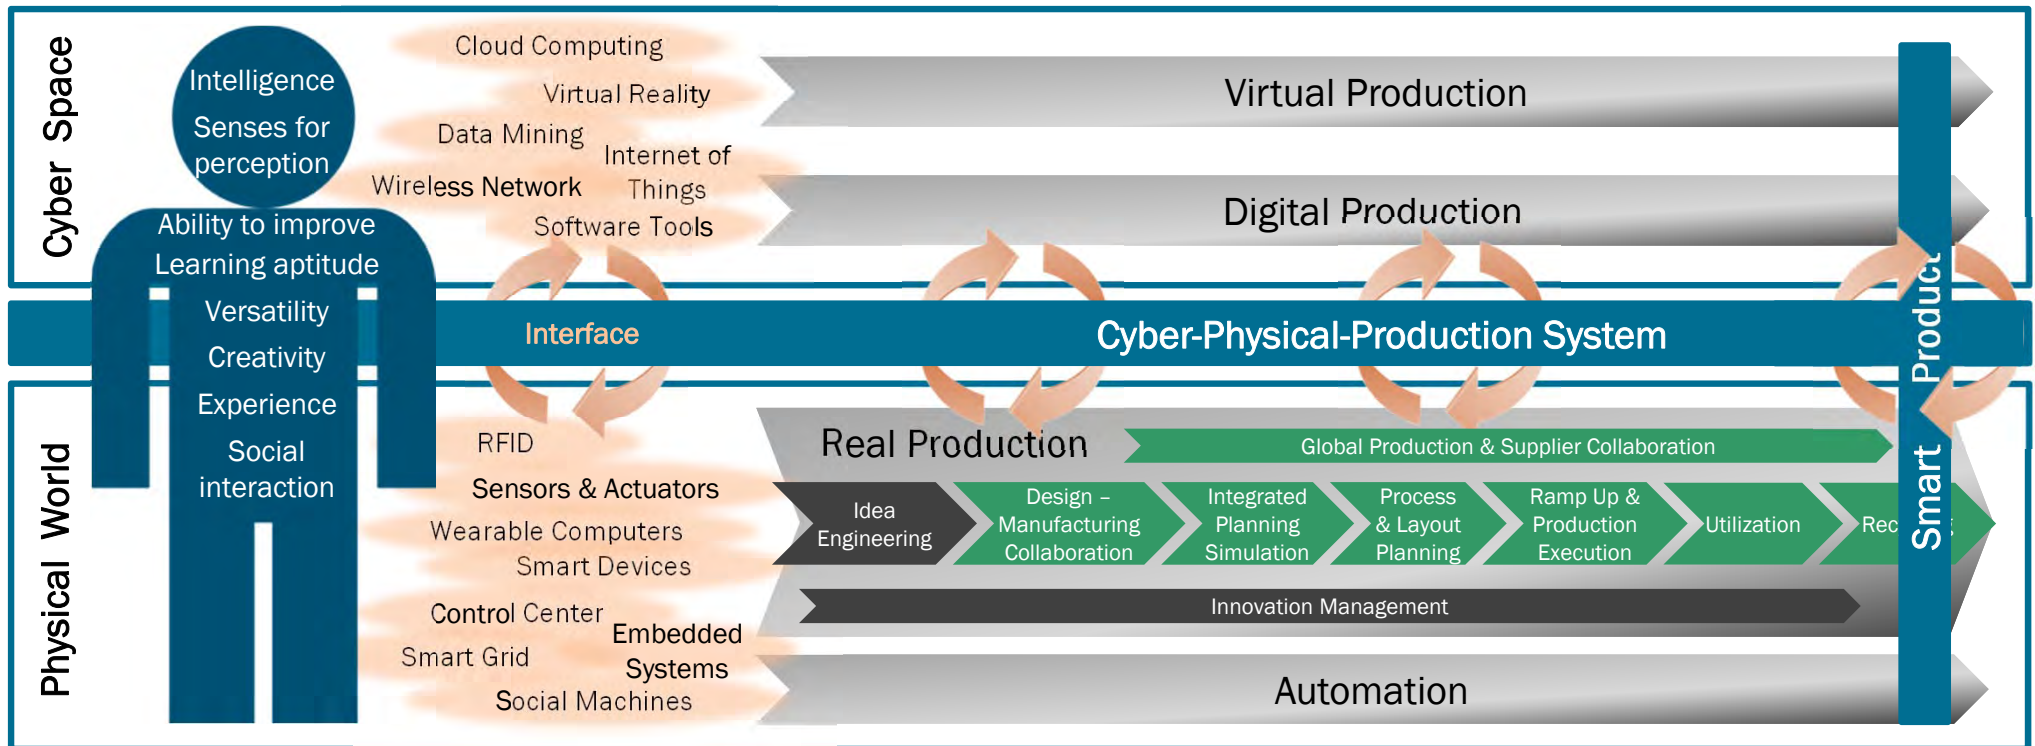 Cyber Space
Intelligence
Senses for
perception
Ability to improve
Learning aptitude
Versatility
Creativity
Experience
Social
interaction
Cloud Computing
Virtual Reality
Data Mining
Internet of
Things
Wireless Network
Software Tools
Virtual Production
Digital Production
Interface
Cyber-Physical-Production System
Smart Product
Physical World
RFID
Sensors & Actuators
Wearable Computers
Smart Devices
Control Center
Embedded
Systems
Smart Grid
Social Machines
Real Production
Global Production & Supplier Collaboration
Idea
Engineering
Design –
Manufacturing
Collaboration
Integrated
Planning
Simulation
Process
& Layout
Planning
Ramp Up &
Production
Execution
Utilization
Innovation Management
Automation